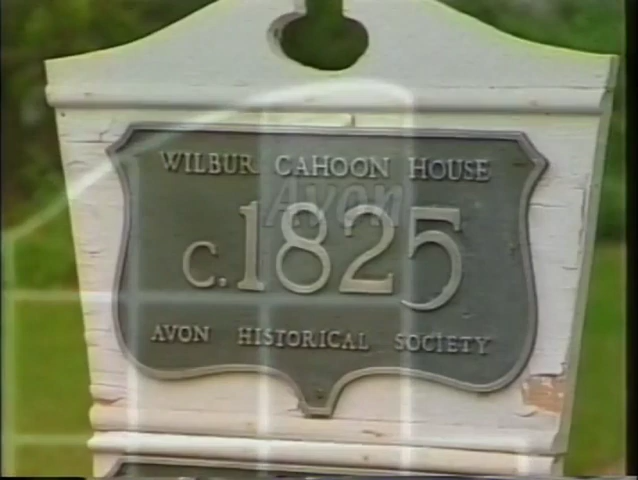 WILBUR CAHOON HOUSE
Avon
c.1825
AVON HISTORICAL SOCIETY